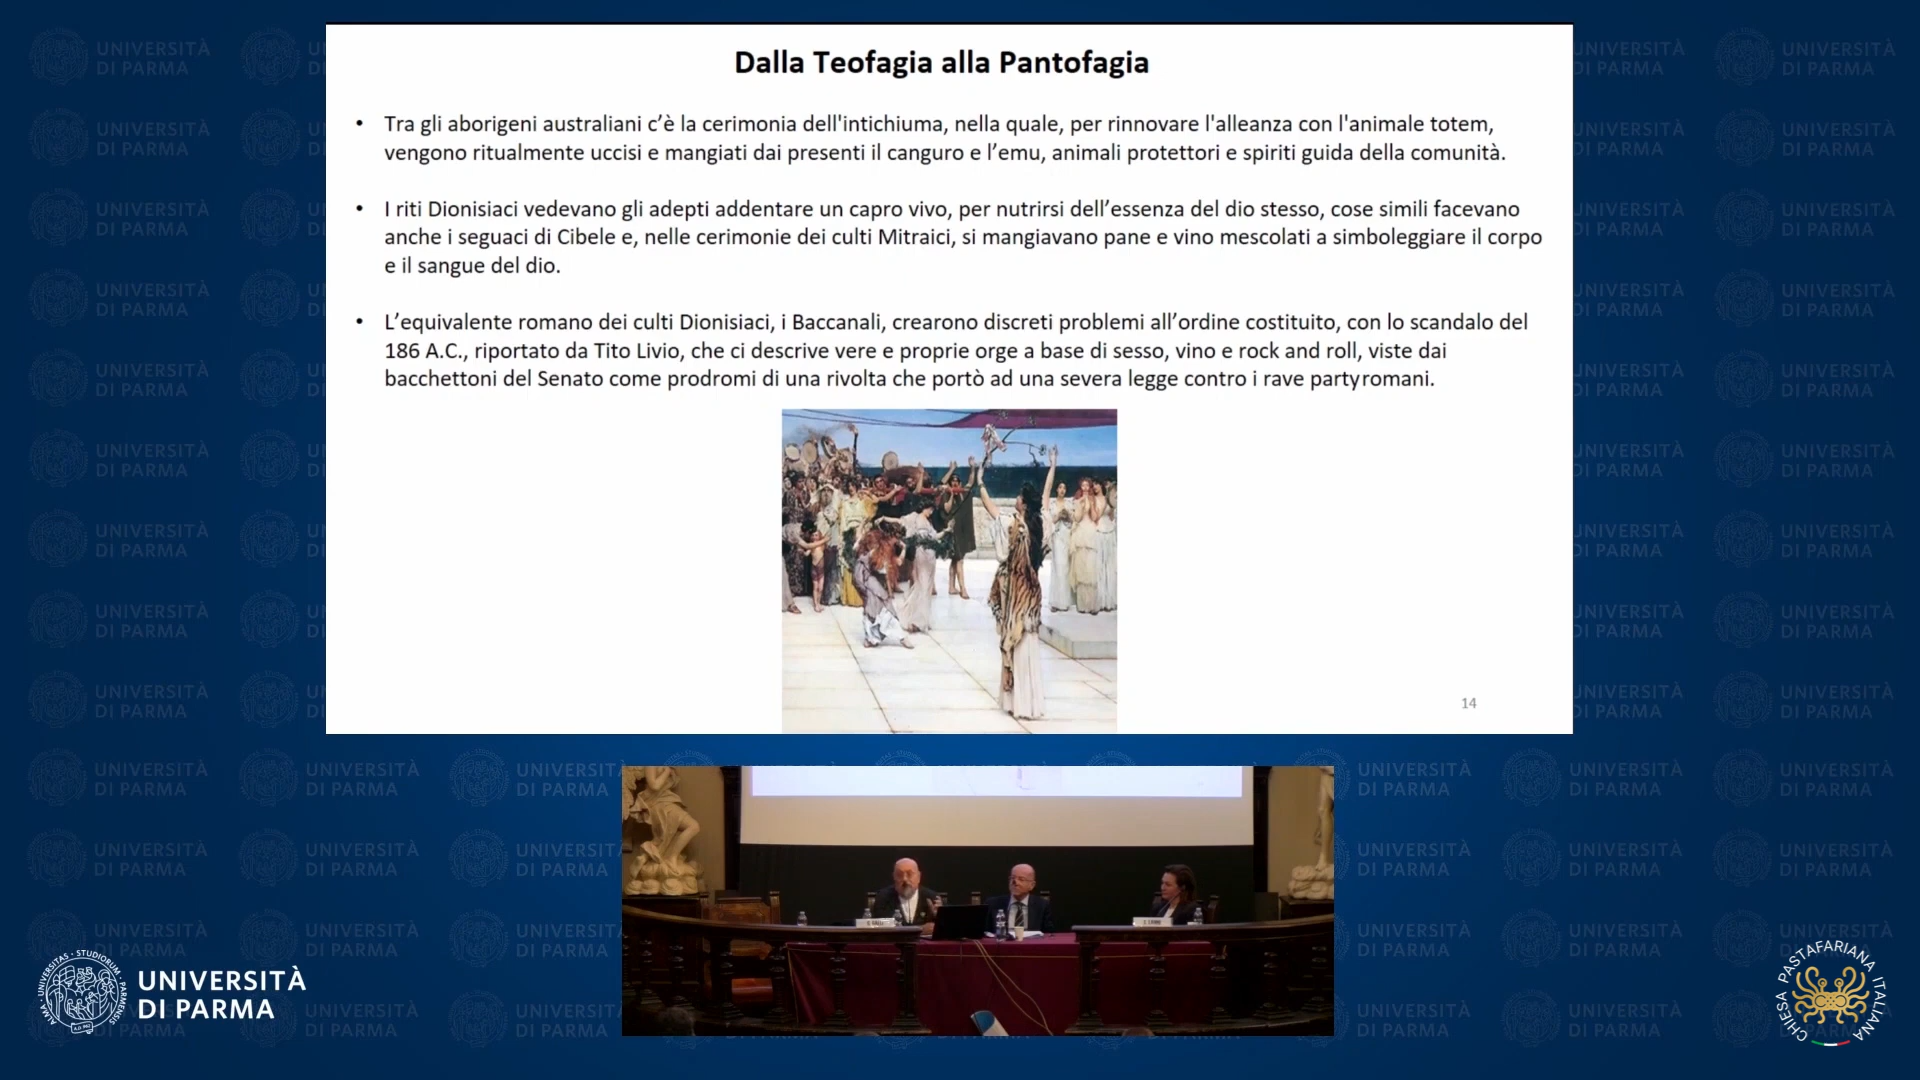 Dalla Teofagia alla Pantofagia
• Tra gli aborigeni australiani c’è la cerimonia dell'intichiuma, nella quale, per rinnovare l'alleanza con l'animale totem,
vengono ritualmente uccisi e mangiati dai presenti il canguro e l’emu, animali protettori e spiriti guida della comunità.
• I riti Dionisiaci vedevano gli adepti addentare un capro vivo, per nutrirsi dell’essenza del dio stesso, cose simili facevano
anche i seguaci di Cibele e, nelle cerimonie dei culti Mitraici, si mangiavano pane e vino mescolati a simboleggiare il corpo
e il sangue del dio.
• L’equivalente romano dei culti Dionisiaci, i Baccanali, crearono discreti problemi all’ordine costituito, con lo scandalo del
186 A.C., riportato da Tito Livio, che ci descrive vere e proprie orge a base di sesso, vino e rock and roll, viste dai
bacchettoni del Senato come prodromi di una rivolta che portò ad una severa legge contro i rave party romani.
14
UNIVERSITÀ
DI PARMA
CHIESA PASTAFARIANA ITALIANA